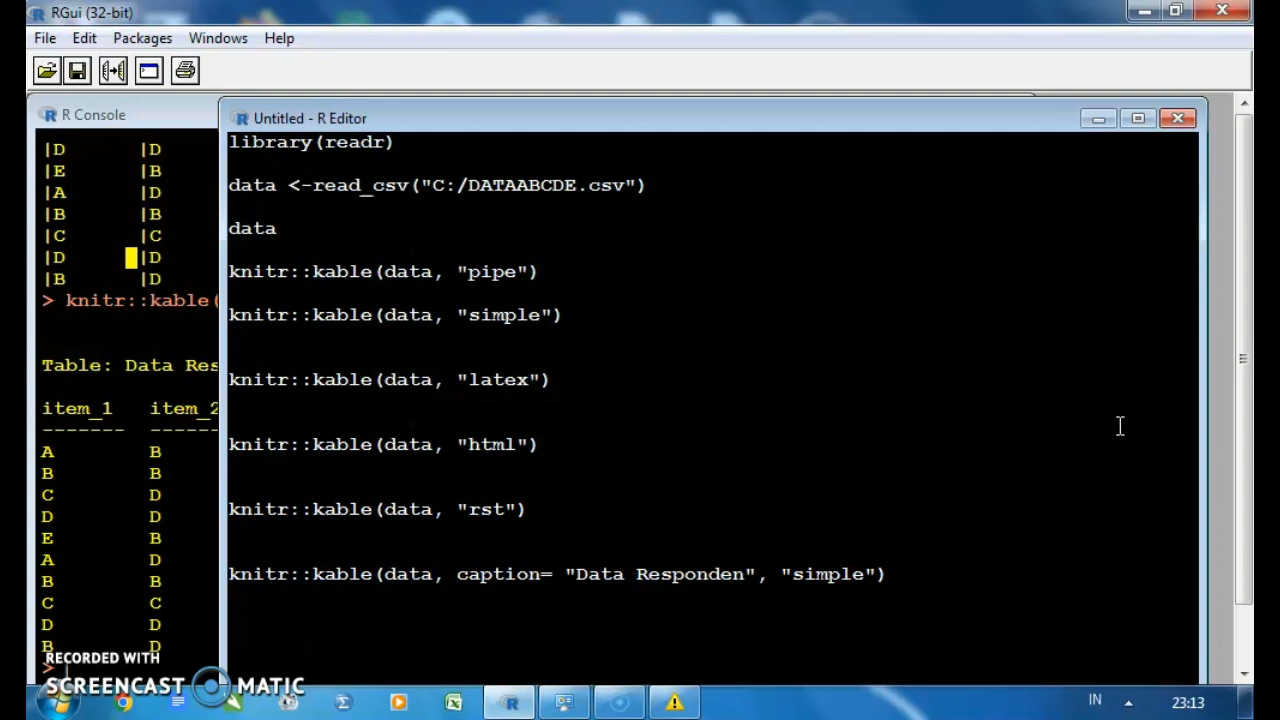 RGui (32-bit)
File Edit Packages Windows Help
R Console
|D |D
|E |B
|A |D
|B |B
|C |C
|D |D
|B |D
> knitr::kable(
Table: Data Res
item_1 item_2
------- ------
A B
B B
C D
D D
E B
A D
B B
C C
D D
B D
>
Untitled - R Editor
library(readr)
data <-read_csv("C:/DATAABCDE.csv")
data
knitr::kable(data, "pipe")
knitr::kable(data, "simple")
knitr::kable(data, "latex")
knitr::kable(data, "html")
knitr::kable(data, "rst")
knitr::kable(data, caption= "Data Responden", "simple")
RECORDED WITH
SCREENCAST MATIC
IN 23:13